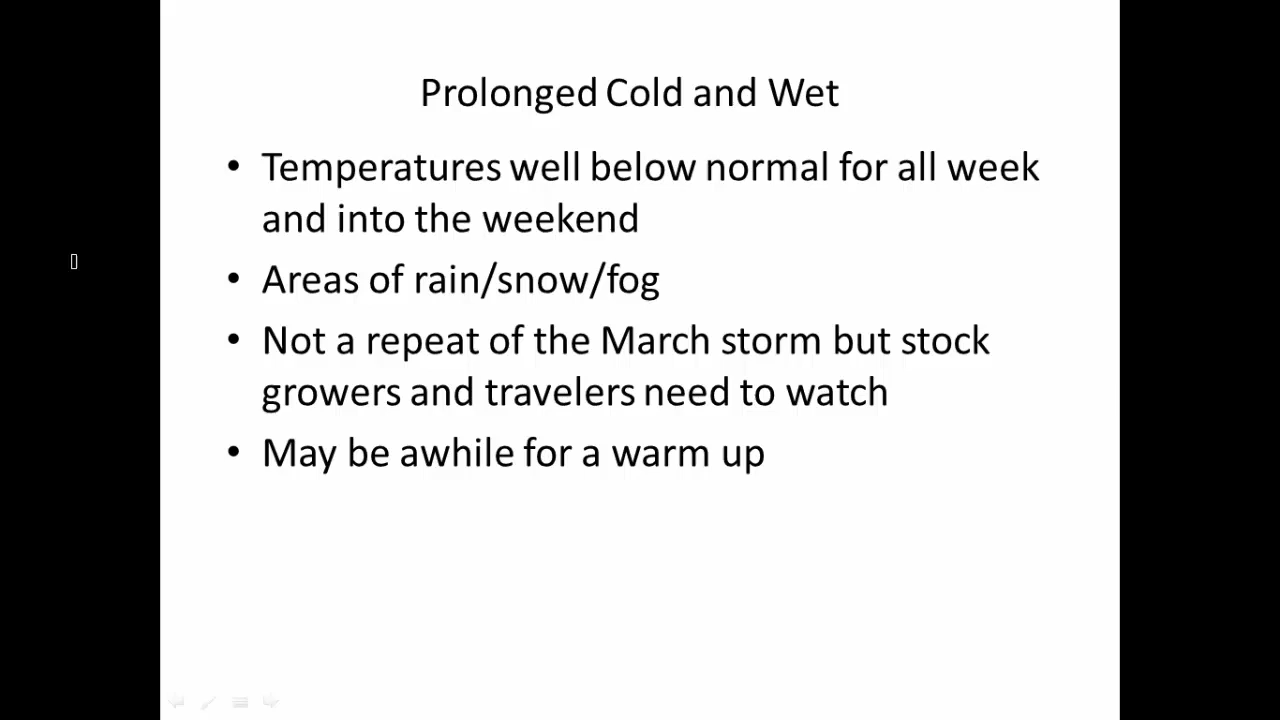 Prolonged Cold and Wet
• Temperatures well below normal for all week
and into the weekend
• Areas of rain/snow/fog
• Not a repeat of the March storm but stock
growers and travelers need to watch
• May be awhile for a warm up